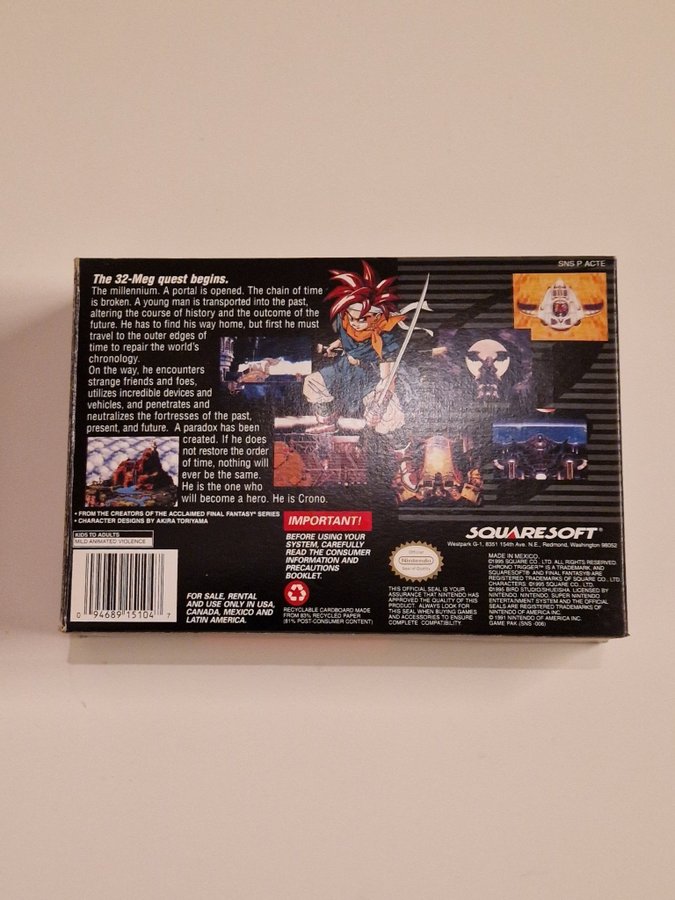 SNS P ACTE
The 32-Meg quest begins.
The millennium. A portal is opened. The chain of time
is broken. A young man is transported into the past,
altering the course of history and the outcome of the
future. He has to find his way home, but first he must
travel to the outer edges of
time to repair the world's
chronology.
On the way, he encounters
strange friends and foes,
utilizes incredible devices and
vehicles, and penetrates and
neutralizes the fortresses of the past,
present, and future. A paradox has been
created. If he does
not restore the order
of time, nothing will
ever be the same.
He is the one who
will become a hero. He is Crono.
• FROM THE CREATORS OF THE ACCLAIMED FINAL FANTASY® SERIES
• CHARACTER DESIGNS BY AKIRA TORIYAMA
KIDS TO ADULTS
MILD ANIMATED VIOLENCE
0 94689 15104 7
FOR SALE, RENTAL
AND USE ONLY IN USA,
CANADA, MEXICO AND
LATIN AMERICA.
IMPORTANT!
BEFORE USING YOUR
SYSTEM, CAREFULLY
READ THE CONSUMER
INFORMATION AND
PRECAUTIONS
BOOKLET.
RECYCLABLE CARDBOARD MADE
FROM 83% RECYCLED PAPER
(81% POST-CONSUMER CONTENT)
Official
Nintendo
Seal of Quality
THIS OFFICIAL SEAL IS YOUR
ASSURANCE THAT NINTENDO HAS
APPROVED THE QUALITY OF THIS
PRODUCT. ALWAYS LOOK FOR
THIS SEAL WHEN BUYING GAMES
AND ACCESSORIES TO ENSURE
COMPLETE COMPATIBILITY.
SQUARESOFT®
Westpark G-1, 8351 154th Ave. N.E., Redmond, Washington 98052
MADE IN MEXICO.
©1995 SQUARE CO., LTD. ALL RIGHTS RESERVED.
CHRONO TRIGGER™ IS A TRADEMARK, AND
SQUARESOFT® AND FINAL FANTASY® ARE
REGISTERED TRADEMARKS OF SQUARE CO., LTD.
CHARACTERS: ©1995 SQUARE CO., LTD.
©1995 BIRD STUDIO/SHUEISHA. LICENSED BY
NINTENDO. NINTENDO, SUPER NINTENDO
ENTERTAINMENT SYSTEM AND THE OFFICIAL
SEALS ARE REGISTERED TRADEMARKS OF
NINTENDO OF AMERICA INC.
© 1991 NINTENDO OF AMERICA INC.
GAME PAK (SNS-006)